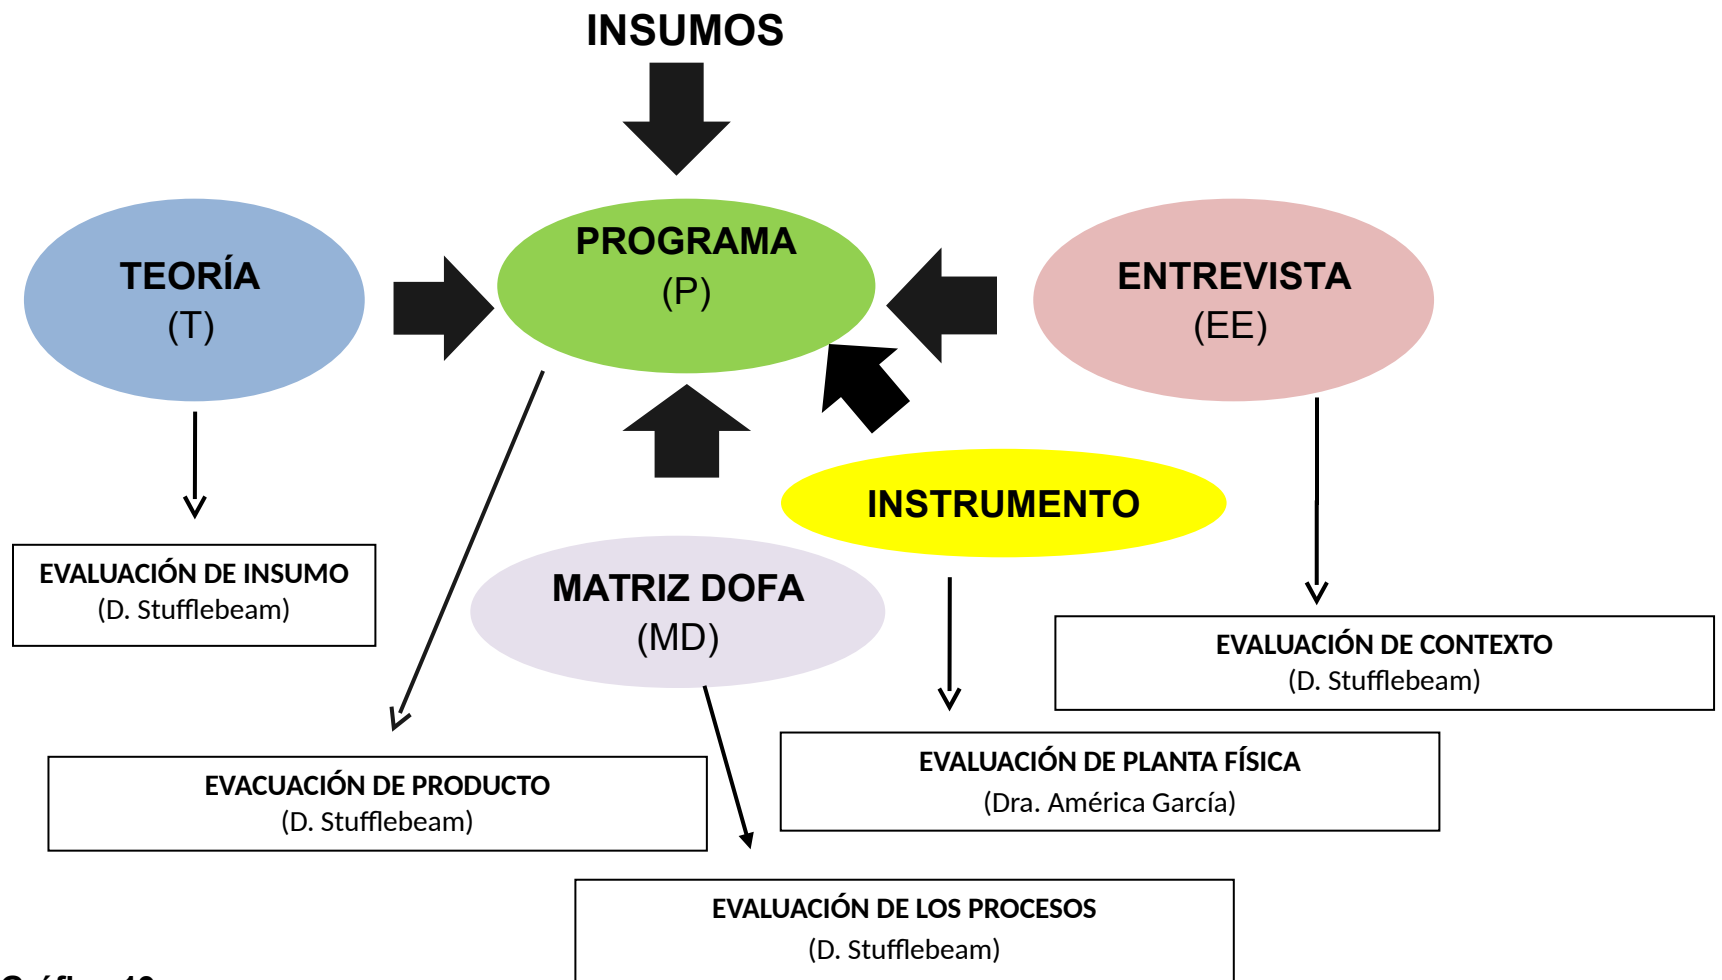 INSUMOS
TEORÍA
(T)
PROGRAMA
(P)
ENTREVISTA
(EE)
INSTRUMENTO
MATRIZ DOFA
(MD)
EVALUACIÓN DE INSUMO
(D. Stufflebeam)
EVALUACIÓN DE CONTEXTO
(D. Stufflebeam)
EVACUACIÓN DE PRODUCTO
(D. Stufflebeam)
EVALUACIÓN DE PLANTA FÍSICA
(Dra. América García)
EVALUACIÓN DE LOS PROCESOS
(D. Stufflebeam)